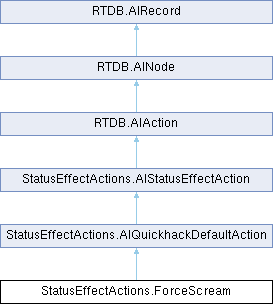 RTDB.AIRecord
RTDB.AINode
RTDB.AIAction
StatusEffectActions.AIStatusEffectAction
StatusEffectActions.AIQuickhackDefaultAction
StatusEffectActions.ForceScream